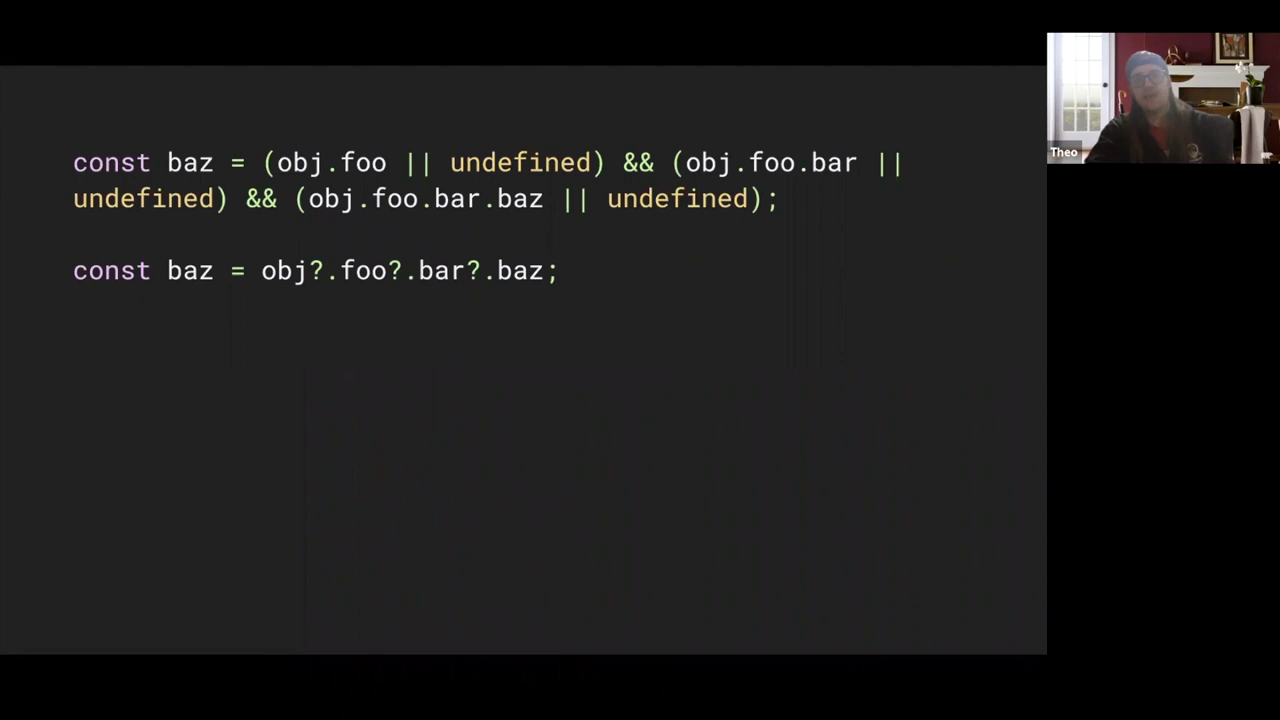 const baz = (obj.foo || undefined) && (obj.foo.bar ||
undefined) && (obj.foo.bar.baz || undefined);
const baz = obj?.foo?.bar?.baz;
Theo